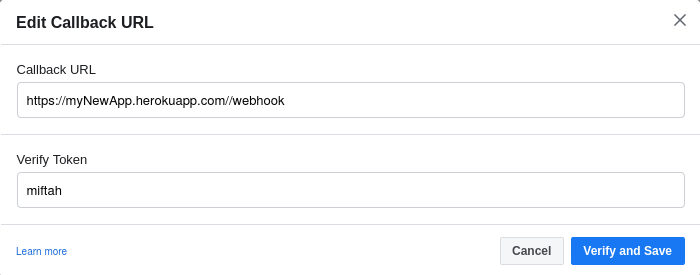 Edit Callback URL
Callback URL
https://myNewApp.herokuapp.com//webhook
Verify Token
miftah
Learn more
Cancel
Verify and Save